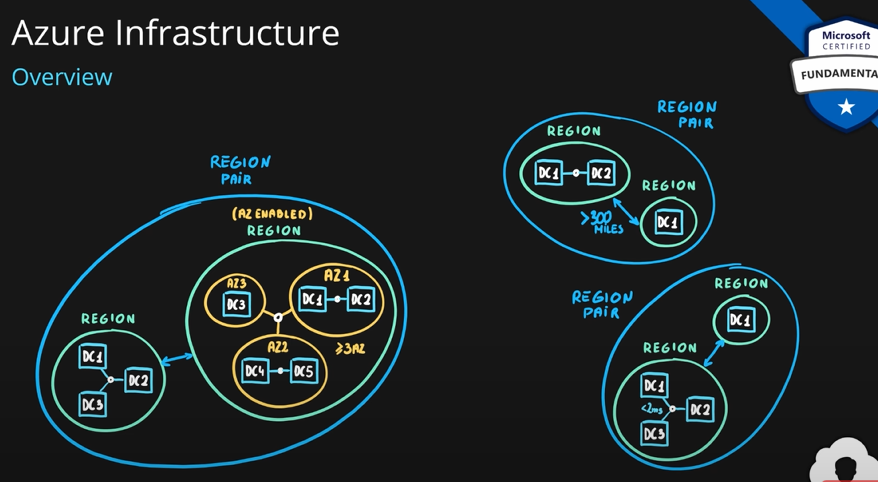 Azure Infrastructure
Overview
Microsoft
CERTIFIED
FUNDAMENTA
REGION
PAIR
(AZ ENABLED)
REGION
AZ3
DC3
AZ1
DC1
DC2
AZ2
≥3AZ
DC4
DC5
REGION
DC1
DC2
DC3
REGION
PAIR
REGION
DC1
DC2
REGION
DC1
>300
MILES
REGION
PAIR
REGION
DC1
REGION
DC1
<2ms
DC2
DC3